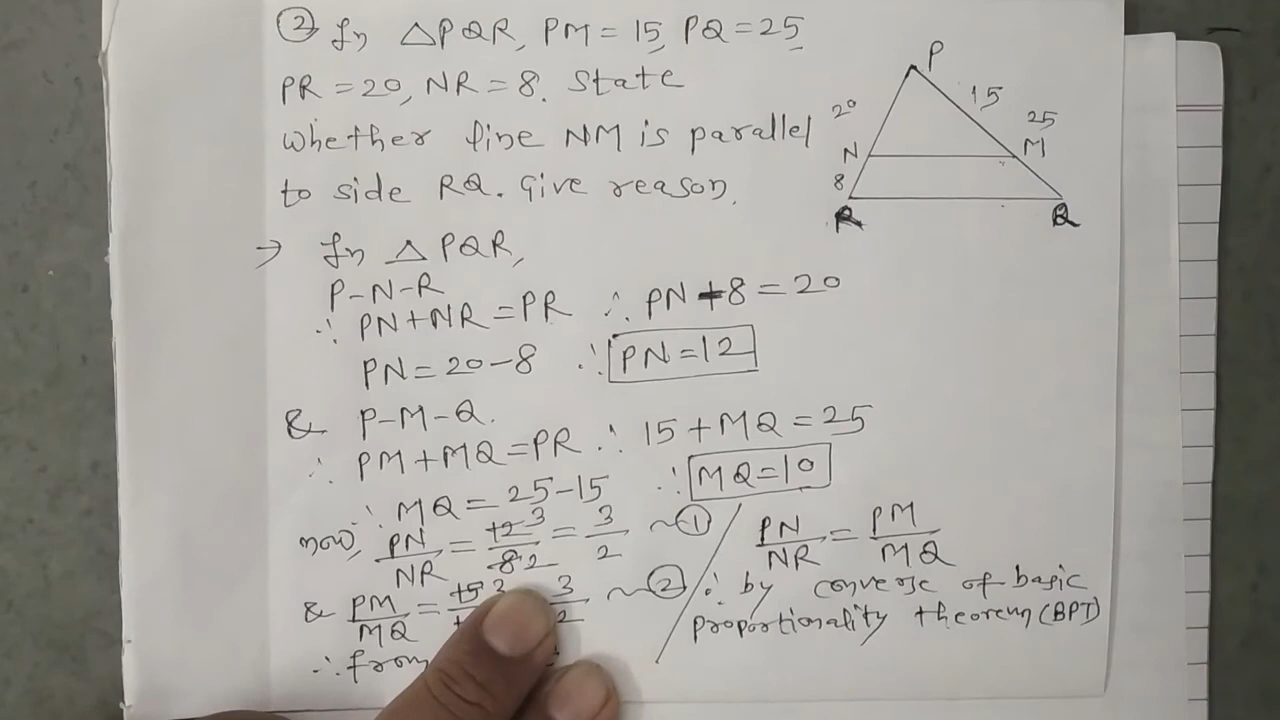 ② In △PQR, PM = 15, PQ = 25
PR = 20, NR = 8. State
whether line NM is parallel
to side RQ. Give reason.
P
15
20
25
N
M
8
R
Q
→ In △ PQR,
P-N-R
∴ PN+NR = PR ∴ PN+8 = 20
PN = 20-8 ∴ PN = 12
& P-M-Q.
∴ PM+MQ = PR ∴ 15+MQ = 25
∴ MQ = 25-15 ∴ MQ = 10
now, PN/NR = 12 3/8 2 = 3/2 ~ ①
& PM/MQ = 15 3/ 3/2 ~ ②
∴ from
PN/NR = PM/MQ
∴ by converse of basic
proportionality theorem (BPT)